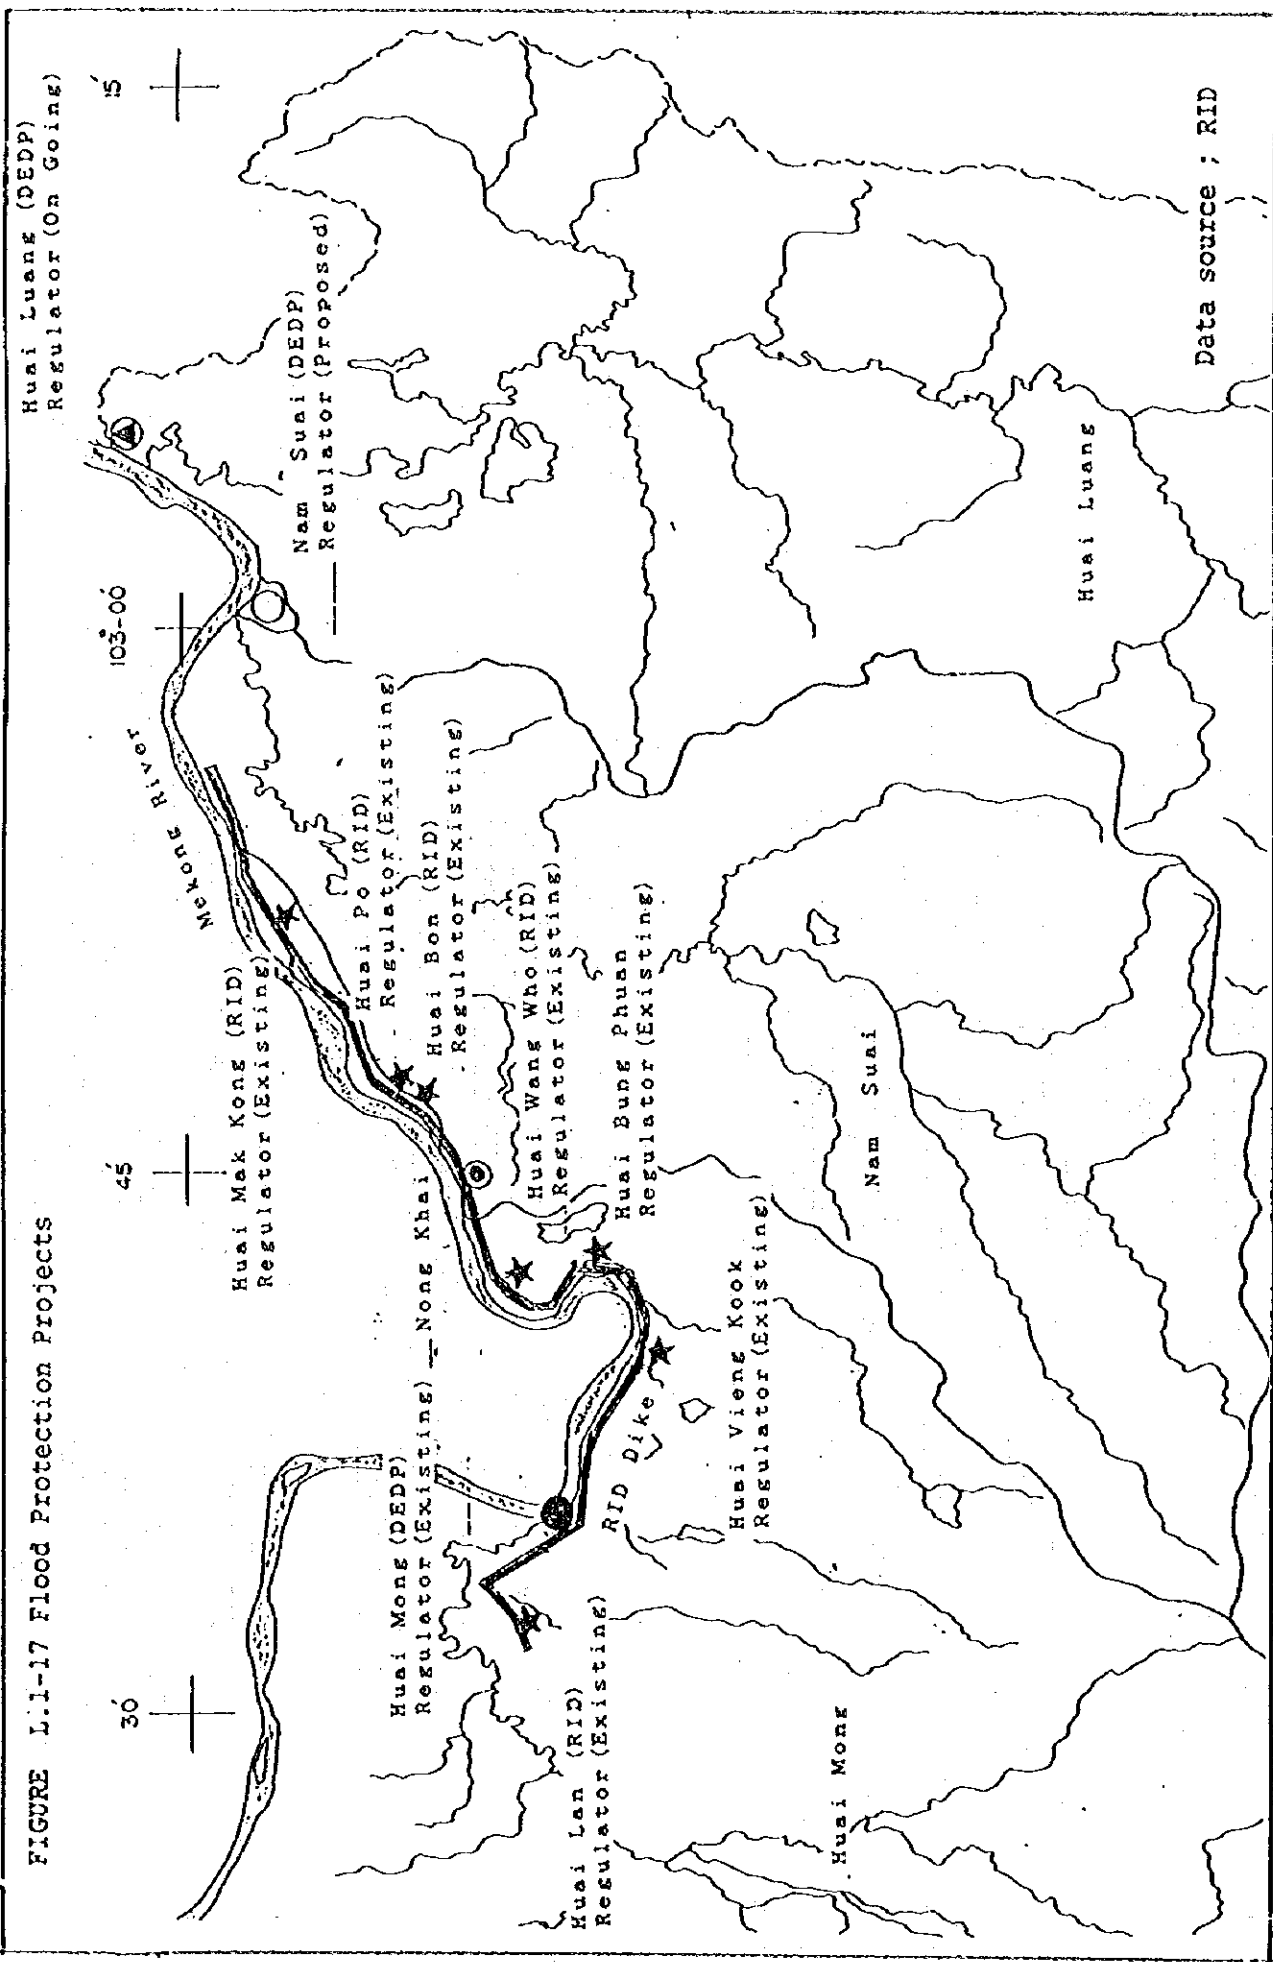 FIGURE L.1-17 Flood Protection Projects
30'
45'
103°-00'
15'
Huai Luang (DEDP)
Regulator (On Going)
Mekong River
Nam Suai (DEDP)
Regulator (Proposed)
Huai Mak Kong (RID)
Regulator (Existing)
Huai Po (RID)
Regulator (Existing)
Huai Bon (RID)
Regulator (Existing)
Huai Mong (DEDP)
Regulator (Existing)
Nong Khai
Huai Wang Who (RID)
Regulator (Existing)
Huai Bung Phuan
Regulator (Existing)
RID Dike
Huai Vieng Kook
Regulator (Existing)
Huai Lan (RID)
Regulator (Existing)
Huai Mong
Nam Suai
Huai Luang
Data source ; RID